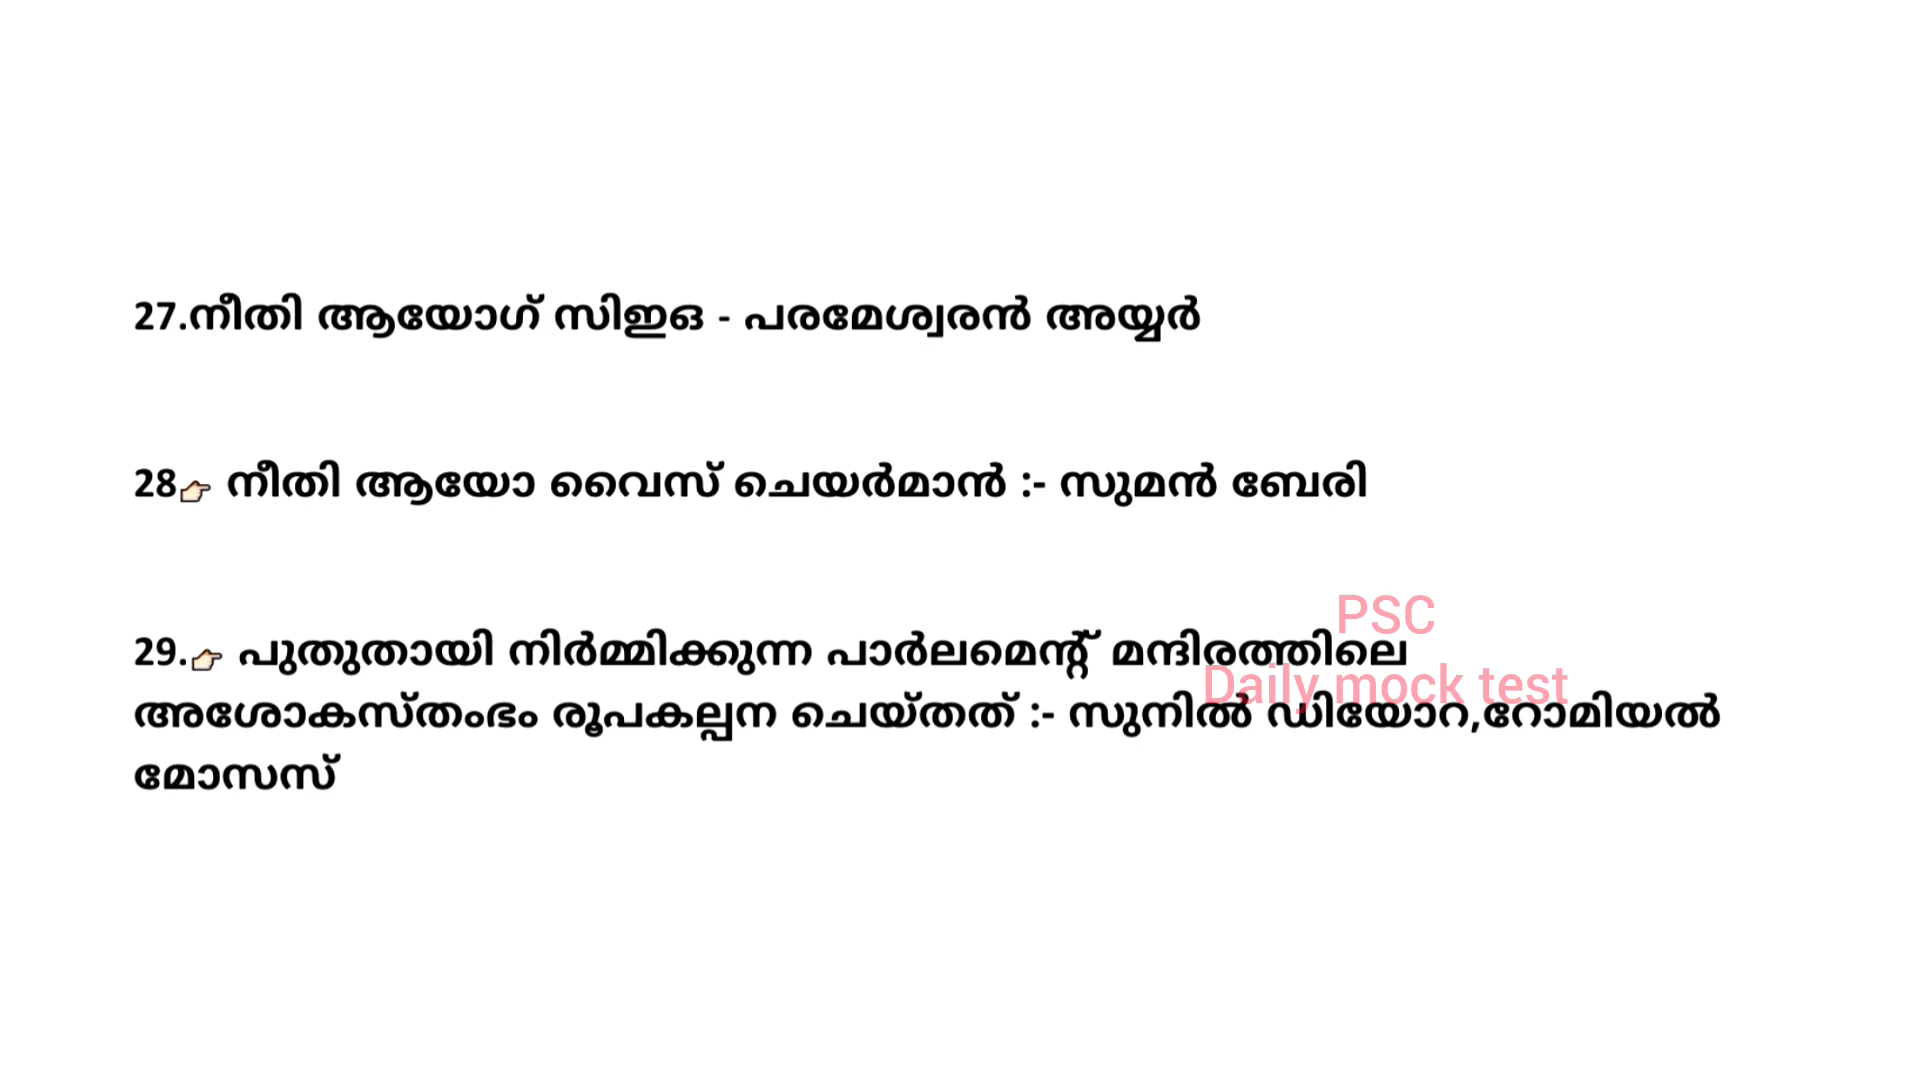 27.നീതി ആയോഗ് സിഇഒ - പരമേശ്വരൻ അയ്യർ
28👉🏻 നീതി ആയോ വൈസ് ചെയർമാൻ :- സുമൻ ബേരി
29.👉🏻 പുതുതായി നിർമ്മിക്കുന്ന പാർലമെന്റ് മന്ദിരത്തിലെ
അശോകസ്തംഭം രൂപകല്പന ചെയ്തത് :- സുനിൽ ഡിയോറ,റോമിയൽ
മോസസ്
PSC
Daily mock test